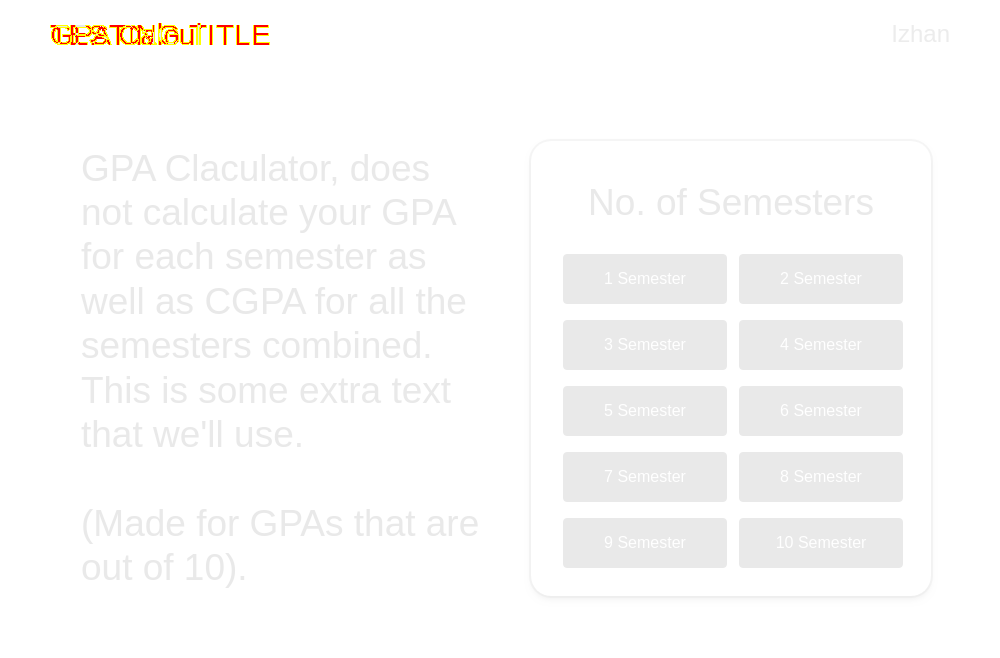 TITLE
Izhan
GPA Claculator, does
not calculate your GPA
for each semester as
well as CGPA for all the
semesters combined.
This is some extra text
that we'll use.
(Made for GPAs that are
out of 10).
No. of Semesters
1 Semester
2 Semester
3 Semester
4 Semester
5 Semester
6 Semester
7 Semester
8 Semester
9 Semester
10 Semester